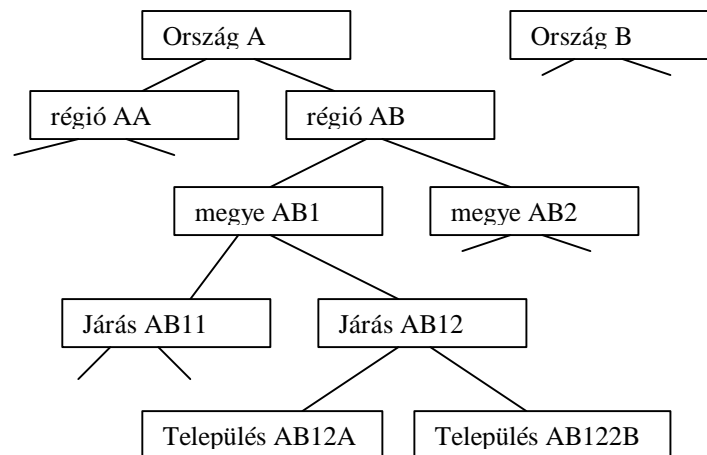 Ország A
Ország B
régió AA
régió AB
megye AB1
megye AB2
Járás AB11
Járás AB12
Település AB12A
Település AB122B